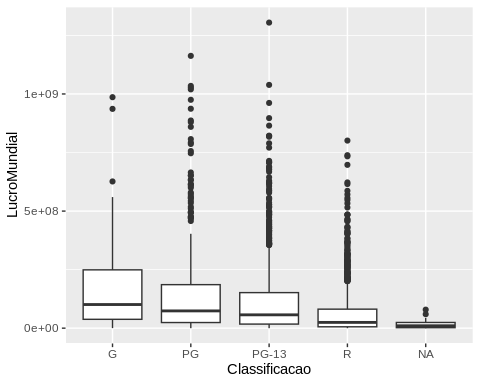 LucroMundial
1e+09
5e+08
0e+00
G PG PG-13 R NA
Classificacao